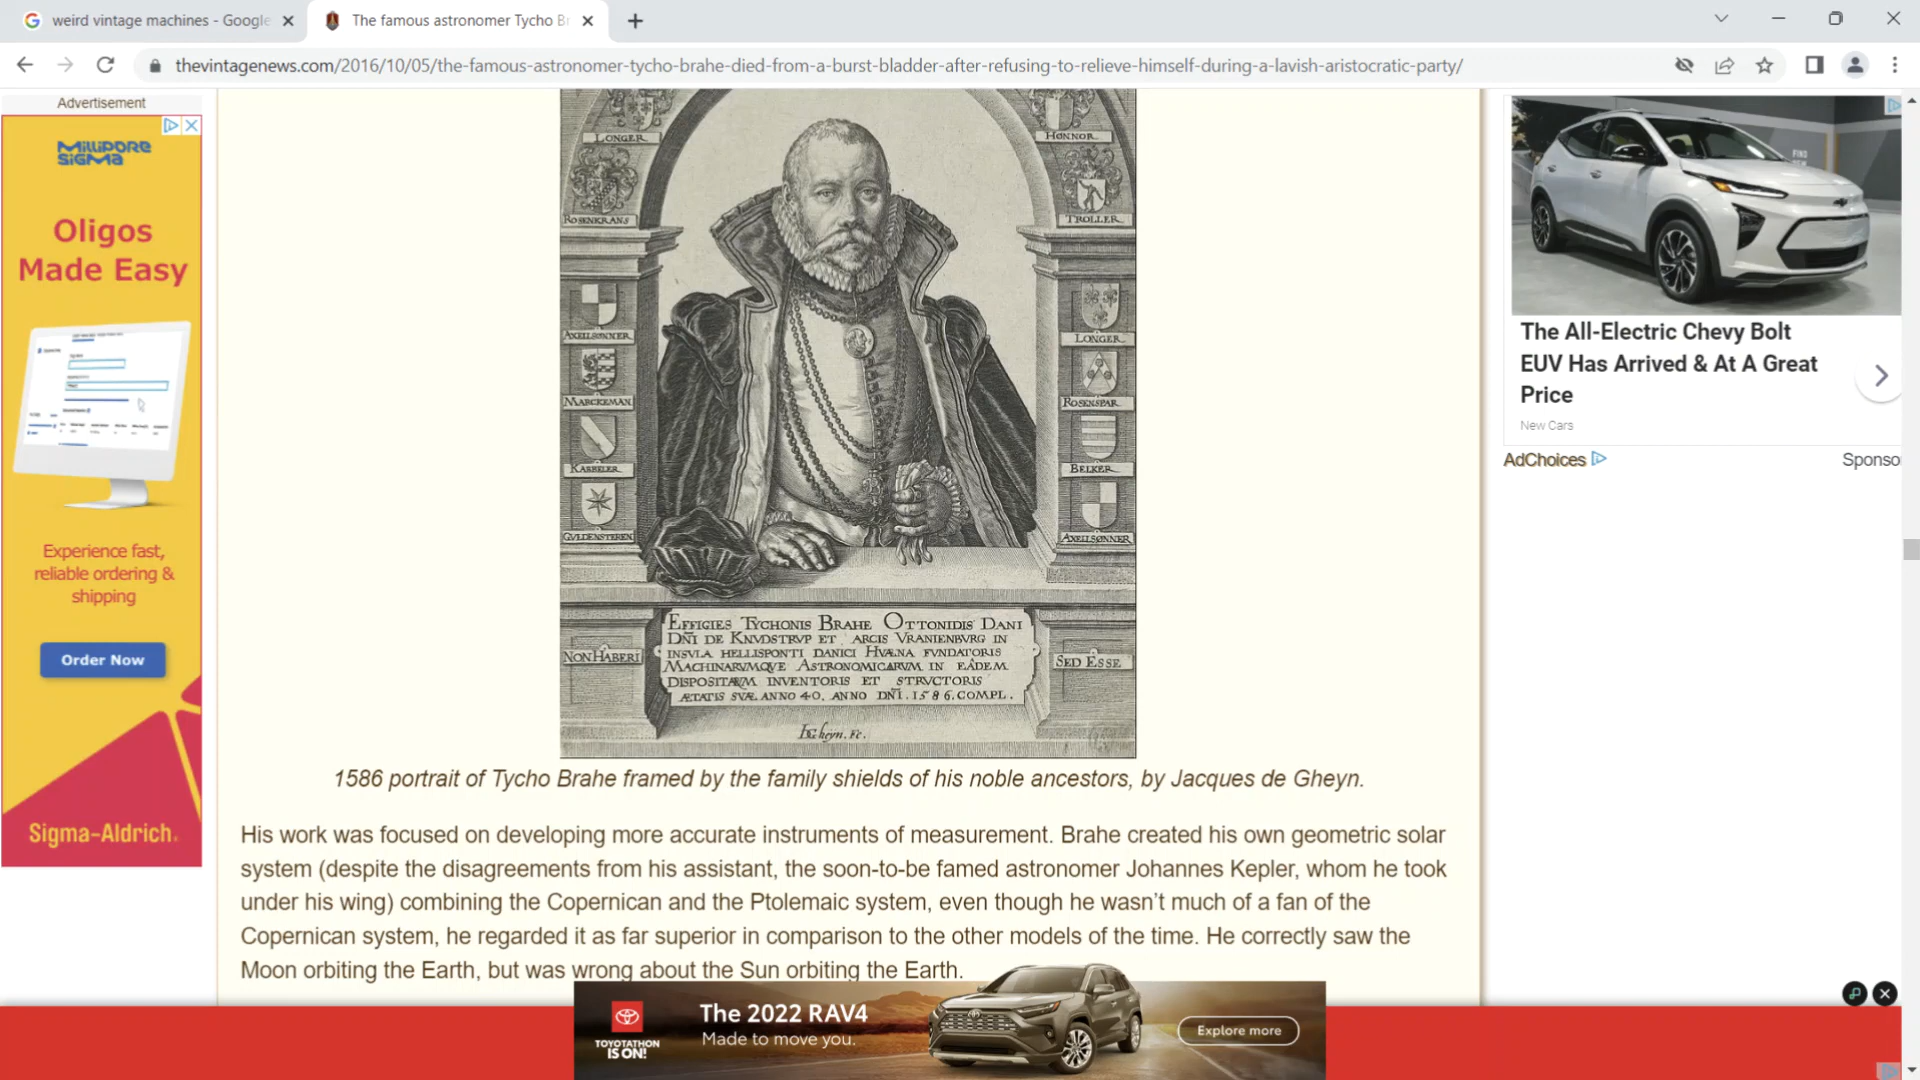 weird vintage machines - Google
The famous astronomer Tycho Br
thevintagenews.com/2016/10/05/the-famous-astronomer-tycho-brahe-died-from-a-burst-bladder-after-refusing-to-relieve-himself-during-a-lavish-aristocratic-party/
Advertisement
MILLIPORE
SIGMA
Oligos
Made Easy
Experience fast,
reliable ordering &
shipping
Order Now
Sigma-Aldrich
LONGER
ROSENKRANS
AXELLSØNNER
MARCKEMAN
KABBELER
GVLDENSTEREN
HØNNOR
TROLLER
LONGER
ROSENSPAR
BELKER
AXELLSØNNER
NON HABERI
EFFIGIES TYCHONIS BRAHE OTTONIDIS DANI
DÑI DE KNVDSTRVP ET ARCIS VRANIENBVRG IN
INSVLA HELLISPONTI DANICI HVÆNA FVNDATORIS
MACHINARVMQVE ASTRONOMICARVM IN EÂDEM
DISPOSITARVM INVENTORIS ET STRVCTORIS
ÆTATIS SVÆ ANNO 40. ANNO DÑI. 1586. COMPL.
SED ESSE
1586 portrait of Tycho Brahe framed by the family shields of his noble ancestors, by Jacques de Gheyn.
His work was focused on developing more accurate instruments of measurement. Brahe created his own geometric solar
system (despite the disagreements from his assistant, the soon-to-be famed astronomer Johannes Kepler, whom he took
under his wing) combining the Copernican and the Ptolemaic system, even though he wasn't much of a fan of the
Copernican system, he regarded it as far superior in comparison to the other models of the time. He correctly saw the
Moon orbiting the Earth, but was wrong about the Sun orbiting the Earth.
The All-Electric Chevy Bolt
EUV Has Arrived & At A Great
Price
New Cars
AdChoices
Sponso
TOYOTATHON
IS ON!
The 2022 RAV4
Made to move you.
Explore more